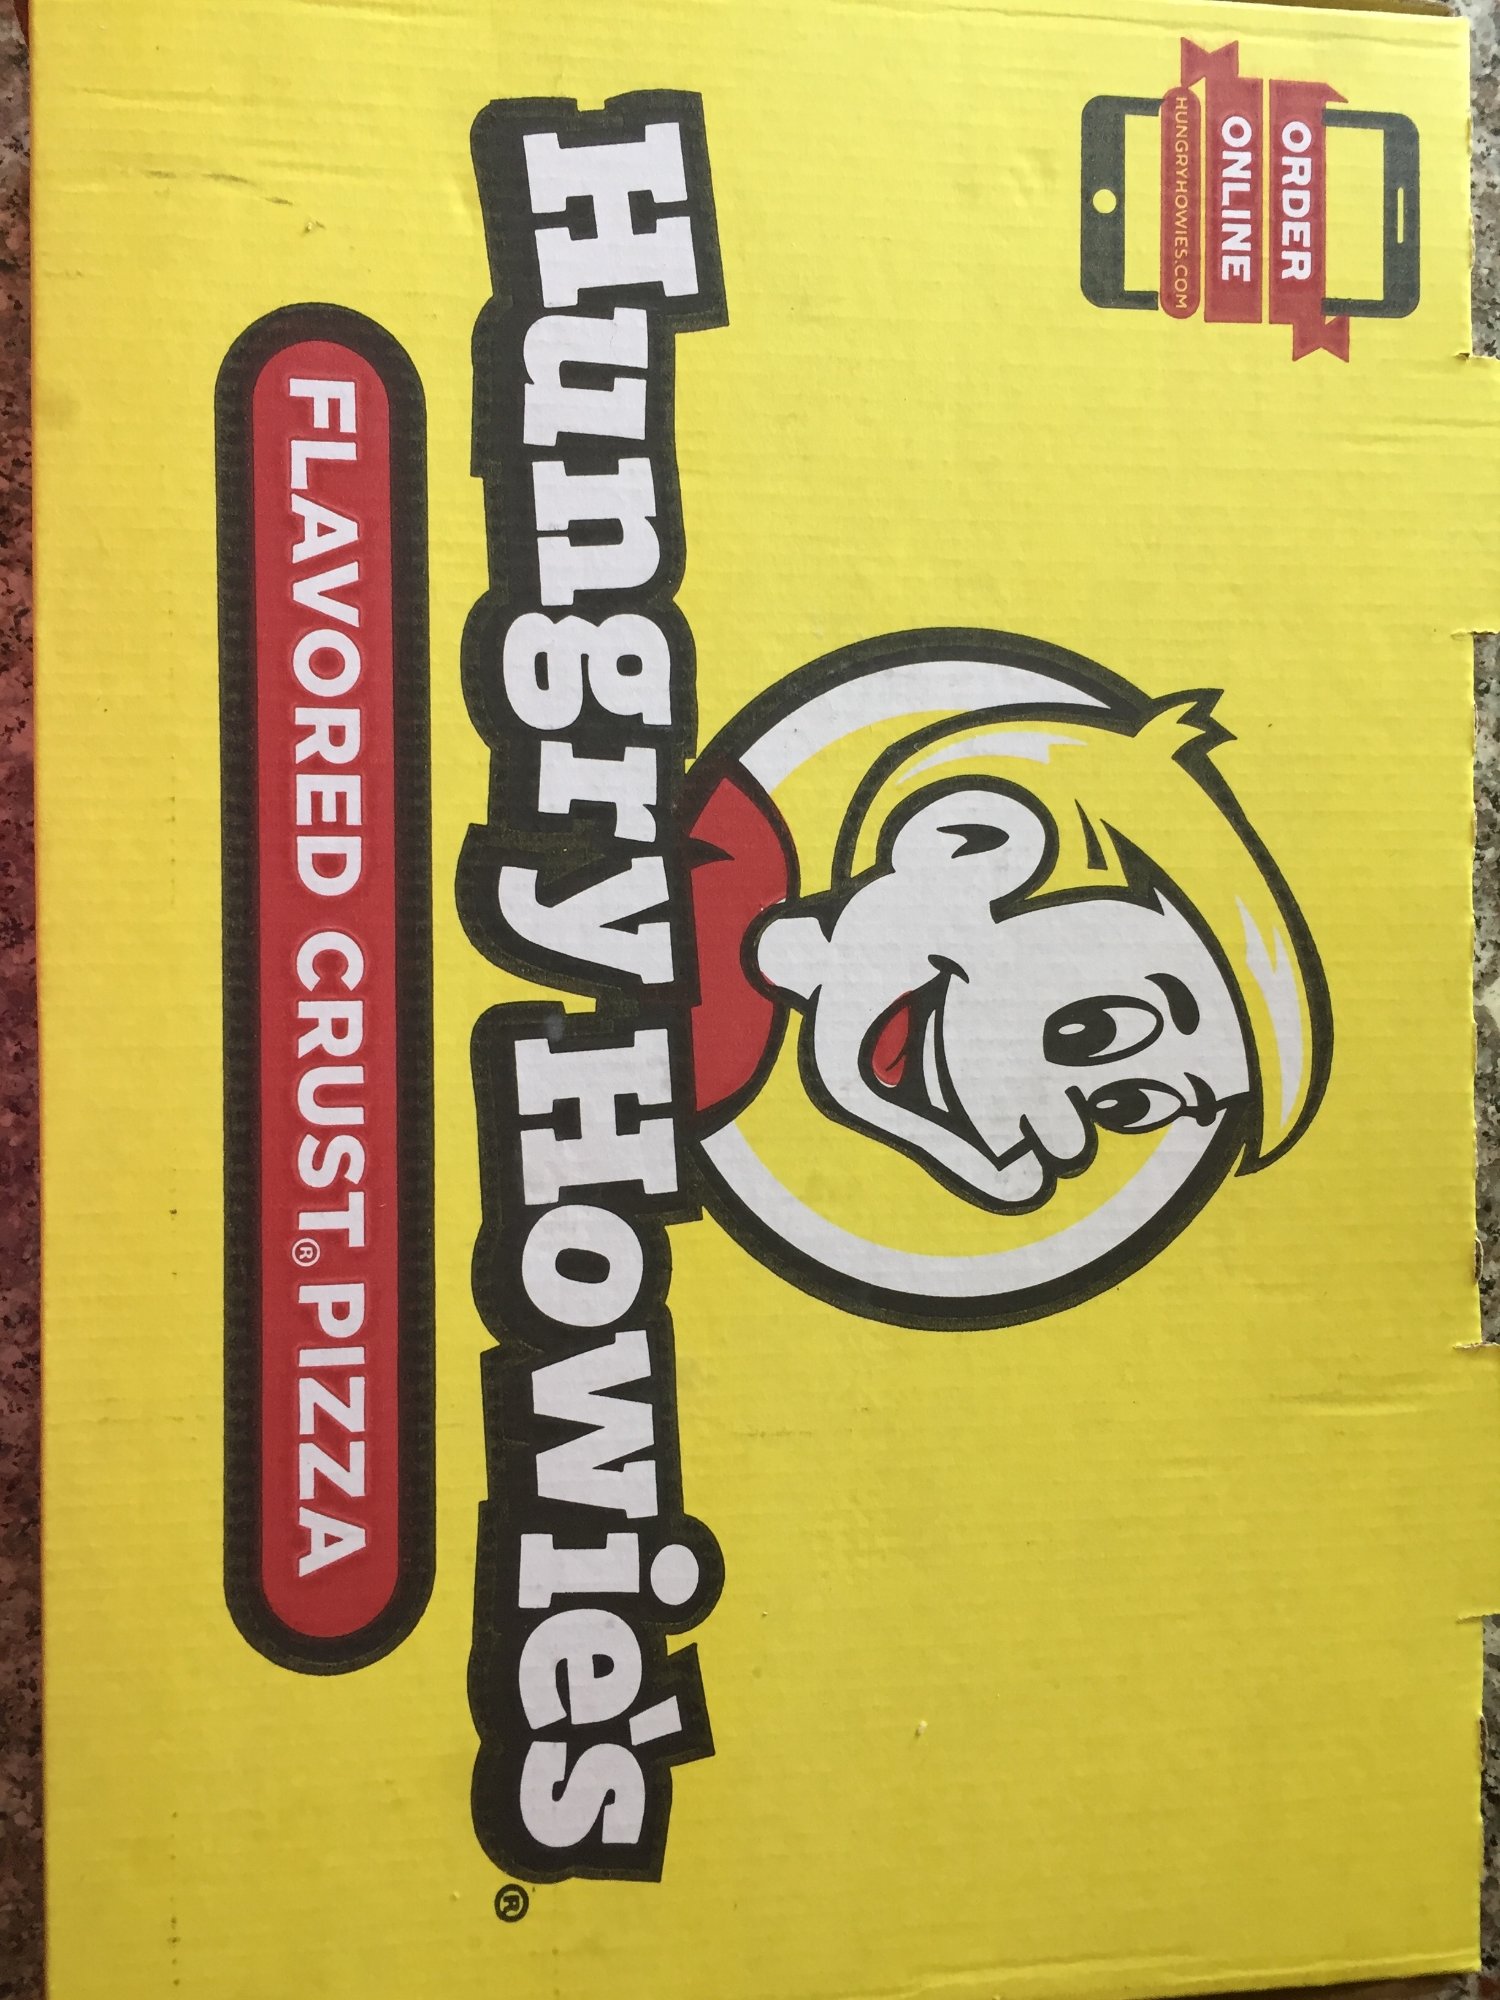 ORDER
ONLINE
HUNGRYHOWIES.COM
Hungry Howie's®
FLAVORED CRUST® PIZZA